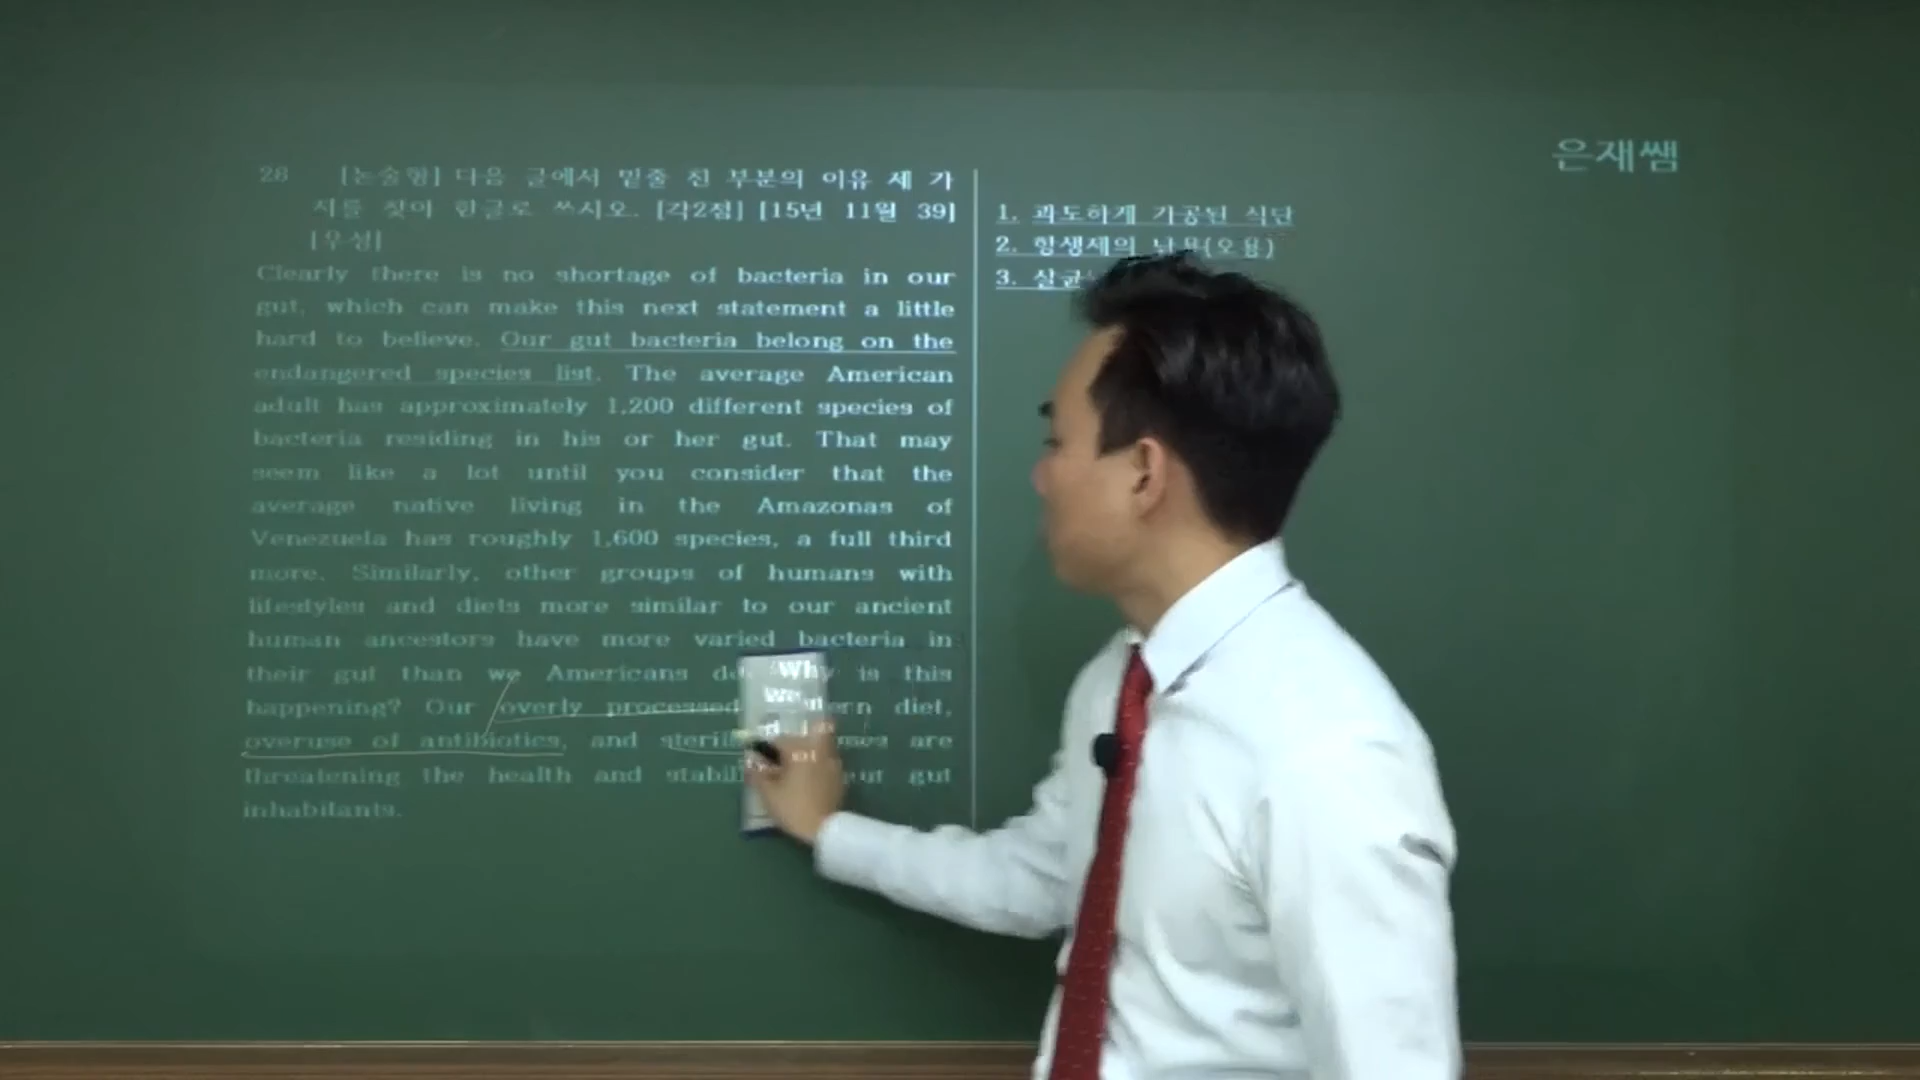 28 [논술형] 다음 글에서 밑줄 친 부분의 이유 세 가
지를 찾아 한글로 쓰시오. [각2점] [15년 11월 39]
[우성]
Clearly there is no shortage of bacteria in our
gut, which can make this next statement a little
hard to believe. Our gut bacteria belong on the
endangered species list. The average American
adult has approximately 1,200 different species of
bacteria residing in his or her gut. That may
seem like a lot until you consider that the
average native living in the Amazonas of
Venezuela has roughly 1,600 species, a full third
more. Similarly, other groups of humans with
lifestyles and diets more similar to our ancient
human ancestors have more varied bacteria in
their gut than we Americans do. Why is this
happening? Our overly processed diet,
overuse of antibiotics, and are
threatening the health and gut
inhabitants.
1. 과도하게 가공된 식단
2. 항생제의 남용(오용)
3. 살균
은재쌤